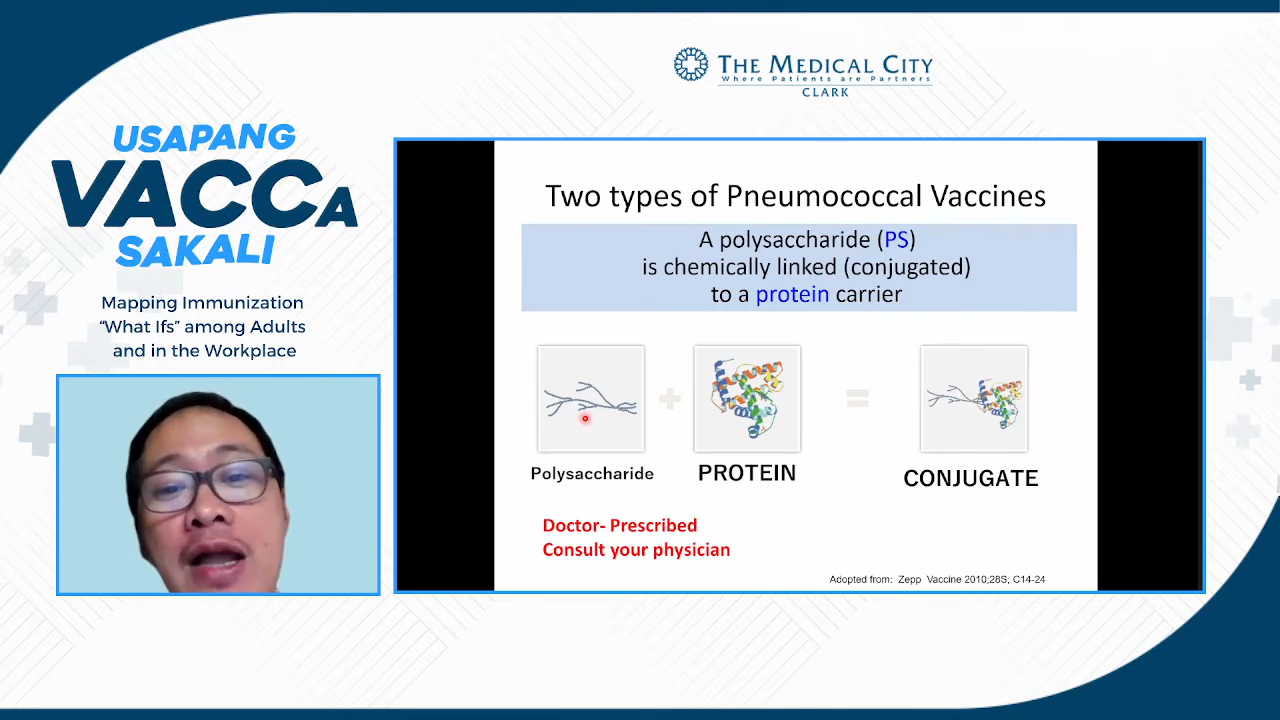 THE MEDICAL CITY
Where Patients are Partners
CLARK
USAPANG
VACCA
SAKALI
Mapping Immunization
“What Ifs” among Adults
and in the Workplace
Two types of Pneumococcal Vaccines
A polysaccharide (PS)
is chemically linked (conjugated)
to a protein carrier
+ =
Polysaccharide PROTEIN CONJUGATE
Doctor- Prescribed
Consult your physician
Adopted from: Zepp Vaccine 2010;28S; C14-24